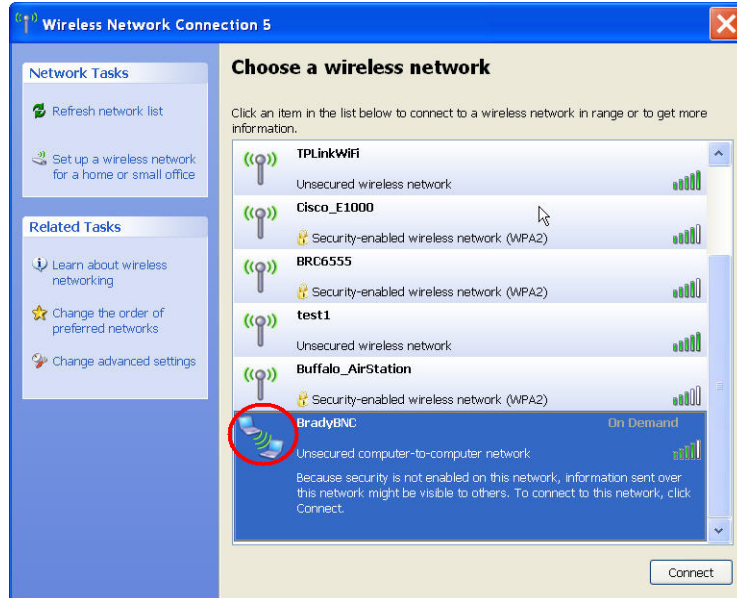 Wireless Network Connection 5
Network Tasks
Refresh network list
Set up a wireless network
for a home or small office
Related Tasks
Learn about wireless
networking
Change the order of
preferred networks
Change advanced settings
Choose a wireless network
Click an item in the list below to connect to a wireless network in range or to get more
information.
TPLinkWiFi
Unsecured wireless network
Cisco_E1000
Security-enabled wireless network (WPA2)
BRC6555
Security-enabled wireless network (WPA2)
test1
Unsecured wireless network
Buffalo_AirStation
Security-enabled wireless network (WPA2)
BradyBNC On Demand
Unsecured computer-to-computer network
Because security is not enabled on this network, information sent over
this network might be visible to others. To connect to this network, click
Connect.
Connect